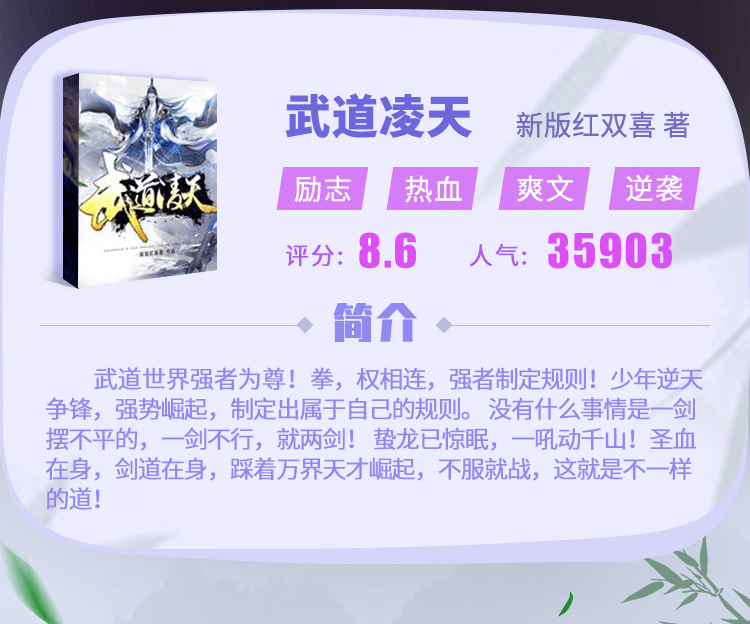 武道凌天
新版红双喜 著
励志 热血 爽文 逆袭
评分: 8.6 人气: 35903
武道凌天
简介
武道世界强者为尊！拳，权相连，强者制定规则！少年逆天
争锋，强势崛起，制定出属于自己的规则。 没有什么事情是一剑
摆不平的，一剑不行，就两剑！ 蛰龙已惊眠，一吼动千山！圣血
在身，剑道在身，踩着万界天才崛起，不服就战，这就是不一样
的道！